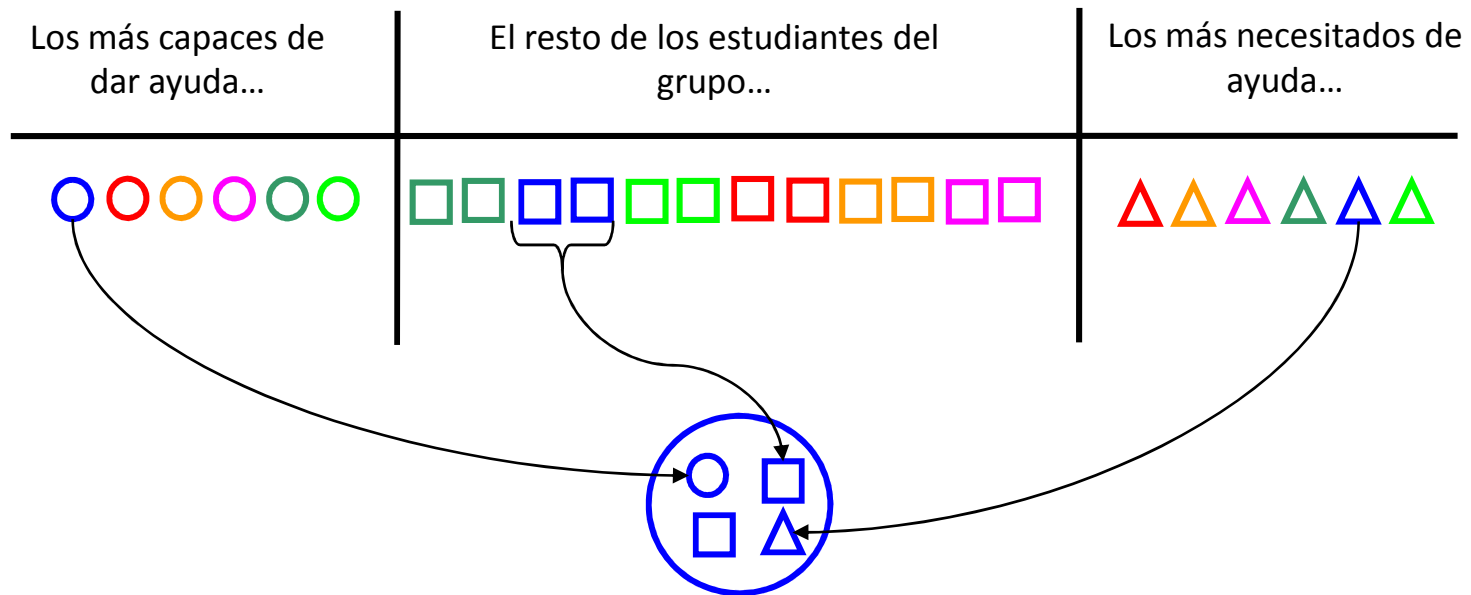 Los más capaces de
dar ayuda…
El resto de los estudiantes del
grupo…
Los más necesitados de
ayuda…